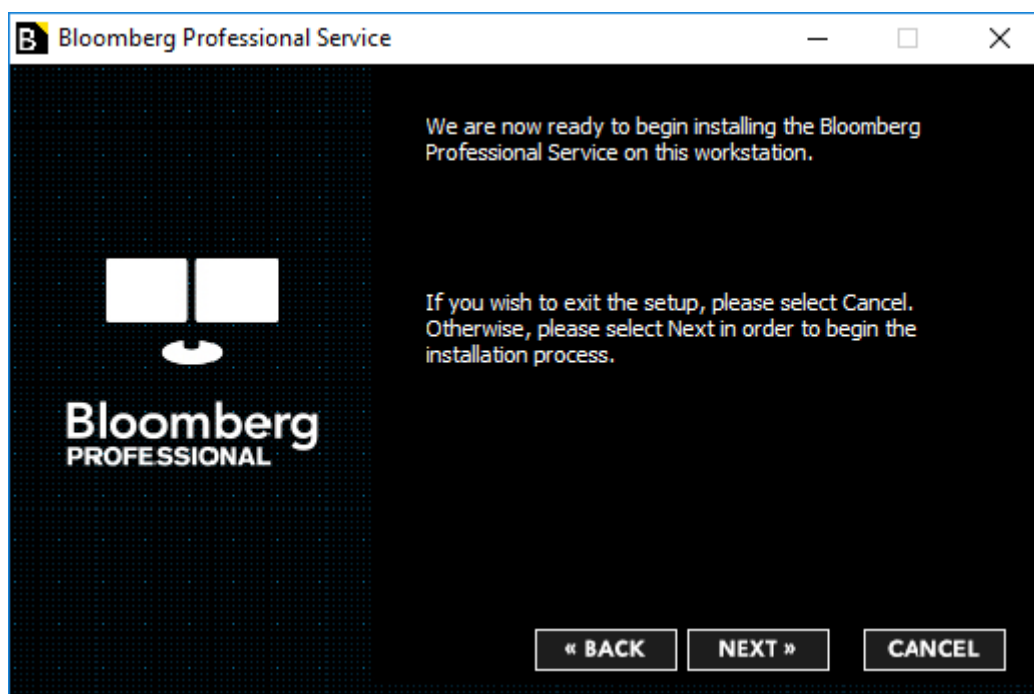 B Bloomberg Professional Service
We are now ready to begin installing the Bloomberg
Professional Service on this workstation.
If you wish to exit the setup, please select Cancel.
Otherwise, please select Next in order to begin the
installation process.
Bloomberg
PROFESSIONAL
« BACK NEXT » CANCEL